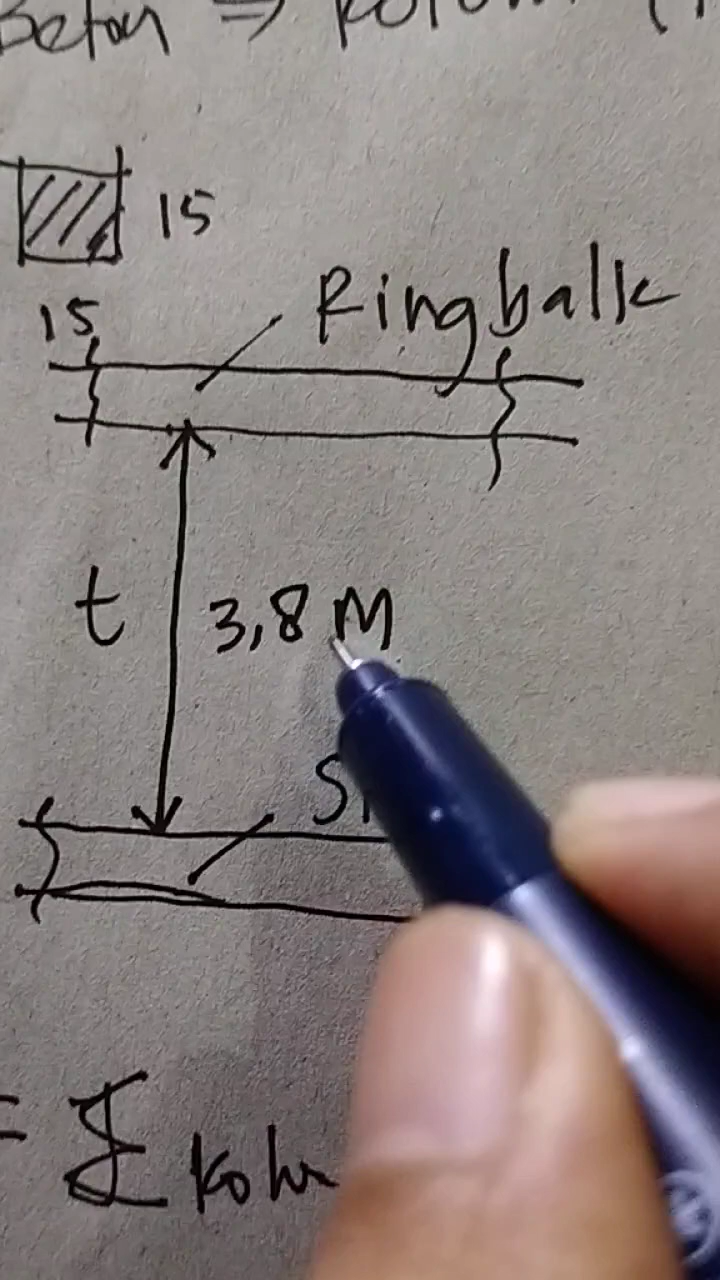 Beton ⇒ Kolom
15
15
Ringbalk
t
3,8 M
= Σ Kolom